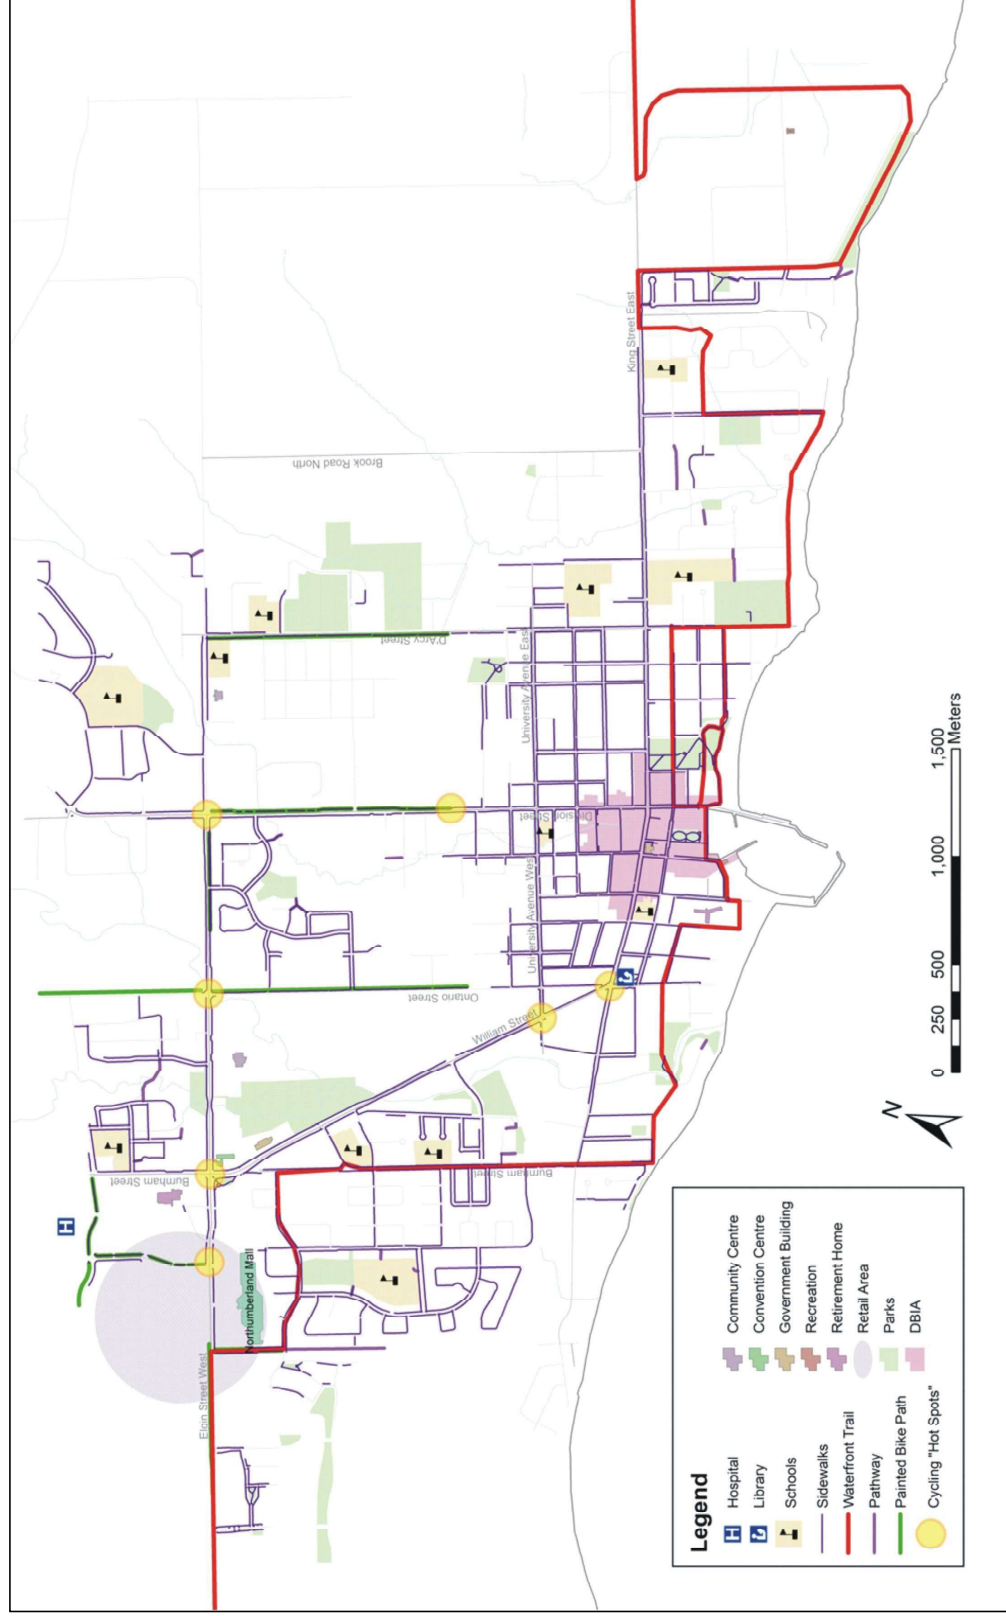 Brook Road North
King Street East
D'Arcy Street
University Avenue East
Division Street
University Avenue West
Ontario Street
William Street
Burnham Street
Burnham Street
H
Northumberland Mall
Elgin Street West
N
0 250 500 1,000 1,500
Meters
Legend
H Hospital
Library
Schools
Sidewalks
Waterfront Trail
Pathway
Painted Bike Path
Cycling "Hot Spots"
Community Centre
Convention Centre
Government Building
Recreation
Retirement Home
Retail Area
Parks
DBIA